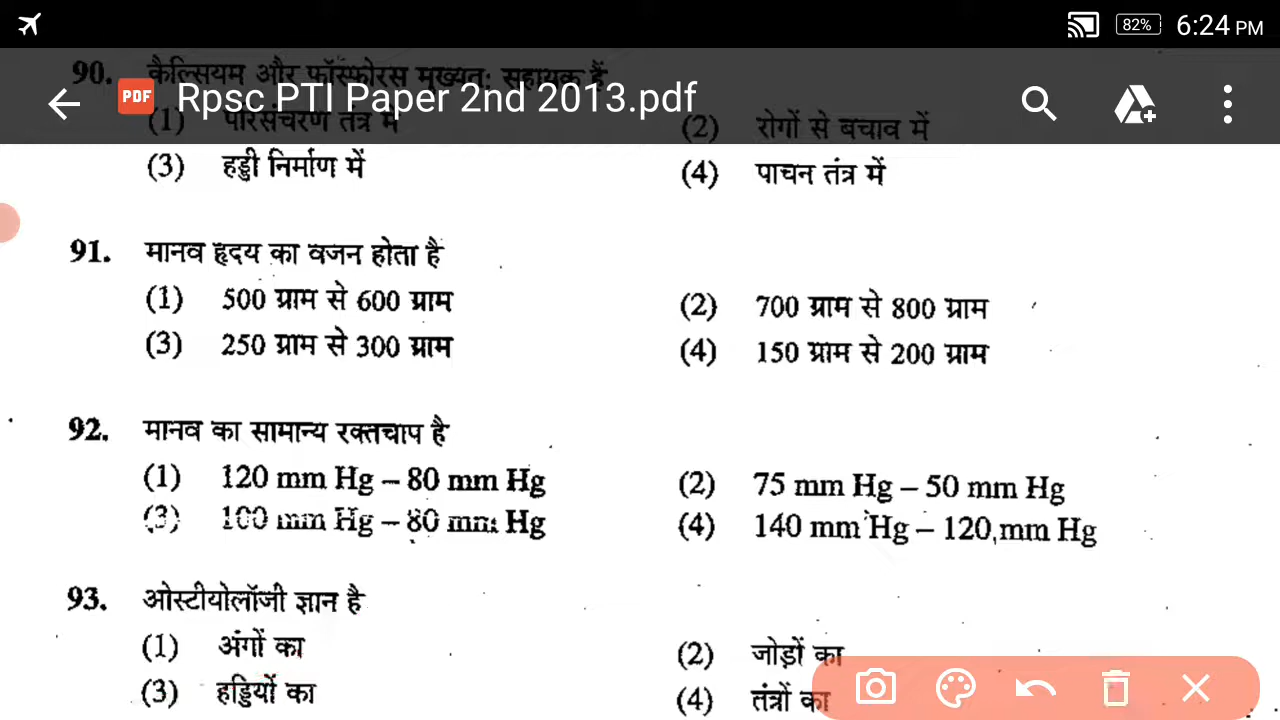 82% 6:24 PM
90. कैल्सियम और फॉस्फोरस मुख्यतः सहायक हैं
PDF Rpsc PTI Paper 2nd 2013.pdf
(1) परिसंचरण तंत्र में (2) रोगों से बचाव में
(3) हड्डी निर्माण में (4) पाचन तंत्र में
91. मानव हृदय का वजन होता है
(1) 500 ग्राम से 600 ग्राम (2) 700 ग्राम से 800 ग्राम
(3) 250 ग्राम से 300 ग्राम (4) 150 ग्राम से 200 ग्राम
92. मानव का सामान्य रक्तचाप है
(1) 120 mm Hg – 80 mm Hg (2) 75 mm Hg – 50 mm Hg
(3) 100 mm Hg – 80 mm Hg (4) 140 mm Hg – 120 mm Hg
93. ओस्टीयोलॉजी ज्ञान है
(1) अंगों का (2) जोड़ों का
(3) हड्डियों का (4) तंत्रों का